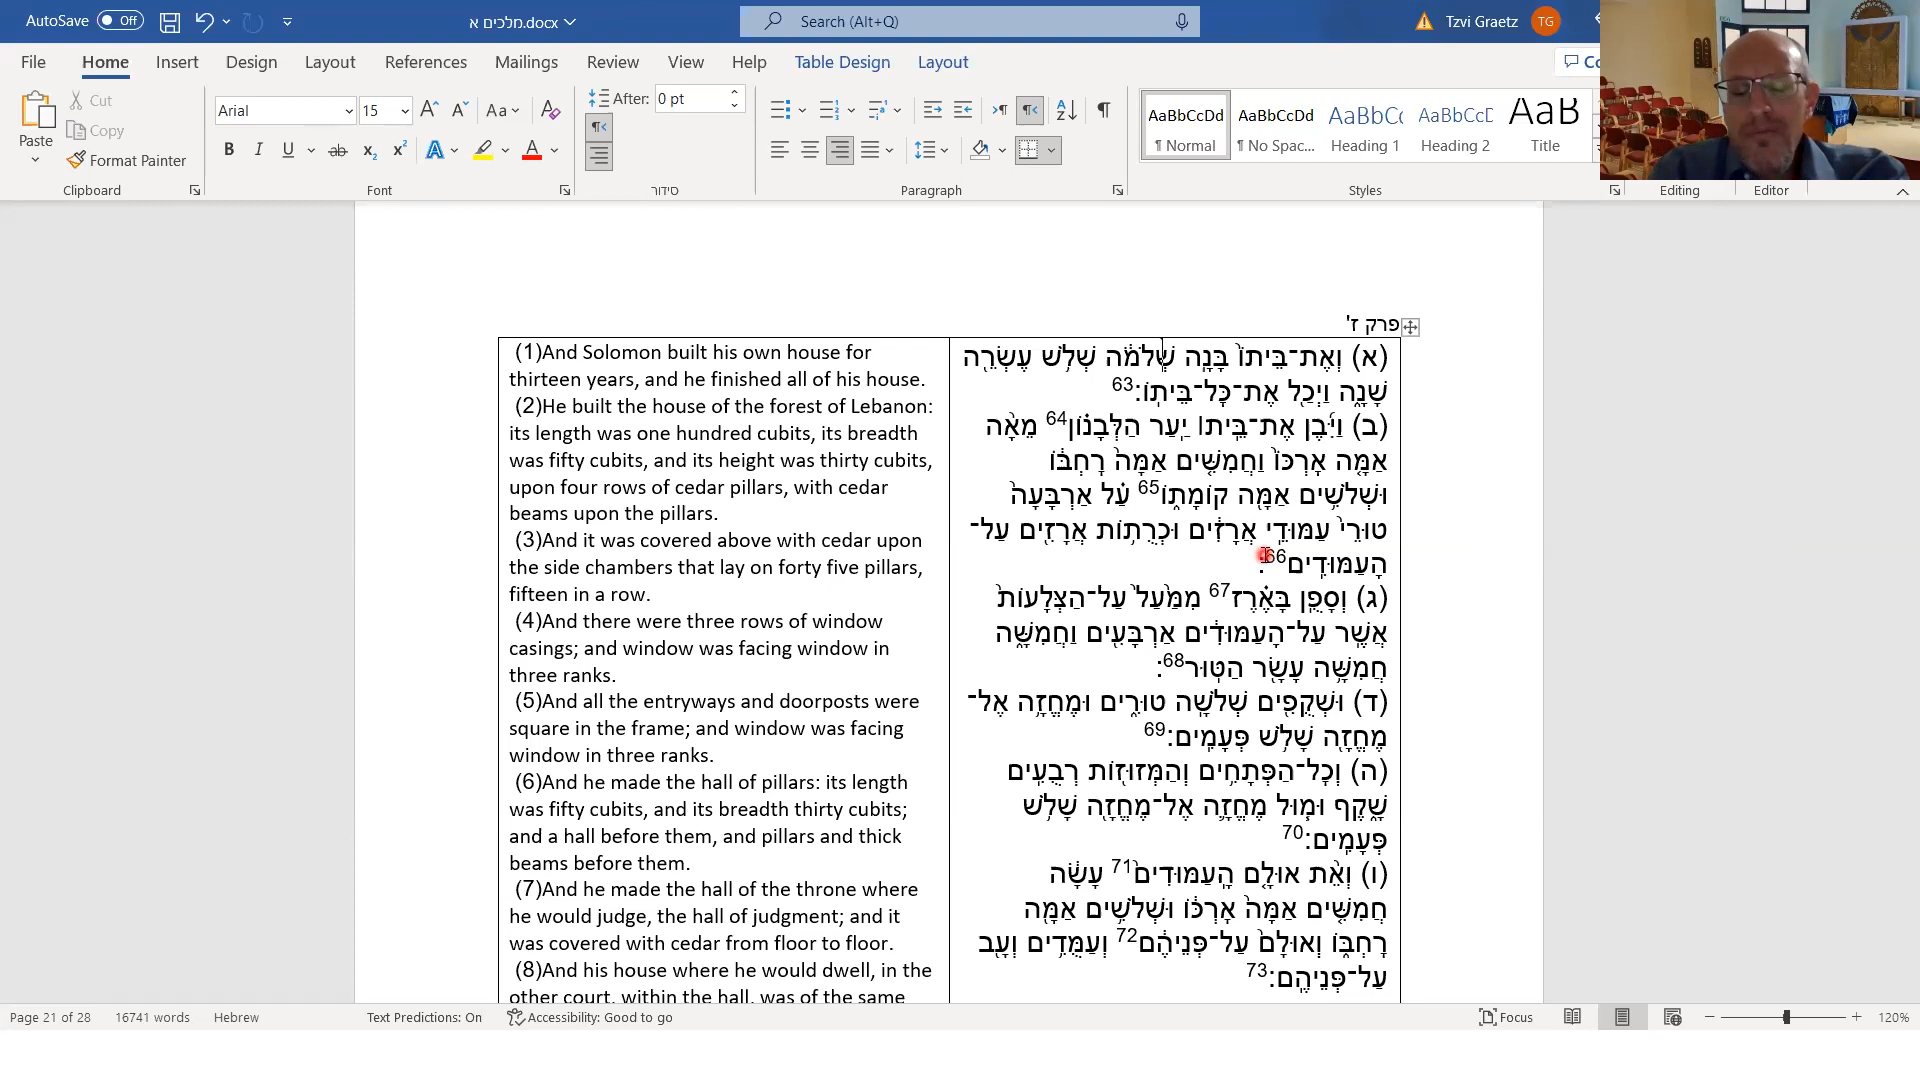 AutoSave Off
מלכים א.docx
Search (Alt+Q)
Tzvi Graetz TG
File Home Insert Design Layout References Mailings Review View Help Table Design Layout
Paste
Cut
Copy
Format Painter
Arial 15
After: 0 pt
AaBbCcDd AaBbCcDd AaBbCc AaBbCcD AaB
¶ Normal ¶ No Spac... Heading 1 Heading 2 Title
Clipboard Font סידור Paragraph Styles Editing Editor
פרק ז'
(1)And Solomon built his own house for
thirteen years, and he finished all of his house.
(2)He built the house of the forest of Lebanon:
its length was one hundred cubits, its breadth
was fifty cubits, and its height was thirty cubits,
upon four rows of cedar pillars, with cedar
beams upon the pillars.
(3)And it was covered above with cedar upon
the side chambers that lay on forty five pillars,
fifteen in a row.
(4)And there were three rows of window
casings; and window was facing window in
three ranks.
(5)And all the entryways and doorposts were
square in the frame; and window was facing
window in three ranks.
(6)And he made the hall of pillars: its length
was fifty cubits, and its breadth thirty cubits;
and a hall before them, and pillars and thick
beams before them.
(7)And he made the hall of the throne where
he would judge, the hall of judgment; and it
was covered with cedar from floor to floor.
(8)And his house where he would dwell, in the
other court, within the hall, was of the same
(א) וְאֶת־בֵּיתוֹ֙ בָּנָ֣ה שְׁלֹמֹ֔ה שְׁלֹ֥שׁ עֶשְׂרֵ֖ה
שָׁנָ֑ה וַיְכַ֖ל אֶת־כׇּל־בֵּיתֽוֹ׃63
(ב) וַיִּ֜בֶן אֶת־בֵּ֣ית׀ יַ֣עַר הַלְּבָנ֗וֹן64 מֵאָ֨ה
אַמָּ֤ה אׇרְכּוֹ֙ וַחֲמִשִּׁ֤ים אַמָּה֙ רׇחְבּ֔וֹ
וּשְׁלֹשִׁ֥ים אַמָּ֖ה קוֹמָת֑וֹ65 עַ֗ל אַרְבָּעָה֙
טוּרֵי֙ עַמּוּדֵ֣י אֲרָזִ֔ים וּכְרֻת֥וֹת אֲרָזִ֖ים עַל־
הָעַמּוּדִֽים66׃
(ג) וְסָפֻ֣ן בָּאֶ֗רֶז67 מִמַּ֙עַל֙ עַל־הַצְּלָעֹות֙
אֲשֶׁ֣ר עַל־הָעַמּוּדִ֔ים אַרְבָּעִ֖ים וַחֲמִשָּׁ֑ה
חֲמִשָּׁ֥ה עָשָׂ֖ר הַטּֽוּר68׃
(ד) וּשְׁקֻפִ֖ים שְׁלֹשָׁ֣ה טוּרִ֑ים וּמֶחֱזָ֥ה אֶל־
מֶחֱזָ֖ה שָׁלֹ֥שׁ פְּעָמִֽים׃69
(ה) וְכׇל־הַפְּתָחִ֥ים וְהַמְּזוּז֖וֹת רְבֻעִ֣ים
שָׁ֑קֶף וּמ֧וּל מֶחֱזָ֛ה אֶל־מֶחֱזָ֖ה שָׁלֹ֥שׁ
פְּעָמִֽים׃70
(ו) וְאֵ֨ת אוּלָ֤ם הָֽעַמּוּדִים֙71 עָשָׂ֔ה
חֲמִשִּׁ֤ים אַמָּה֙ אׇרְכּ֔וֹ וּשְׁלֹשִׁ֥ים אַמָּ֖ה
רׇחְבּ֑וֹ וְאוּלָם֙ עַל־פְּנֵיהֶ֔ם72 וְעַמֻּדִ֥ים וְעָ֖ב
עַל־פְּנֵיהֶֽם׃73
Page 21 of 28 16741 words Hebrew Text Predictions: On Accessibility: Good to go Focus 120%